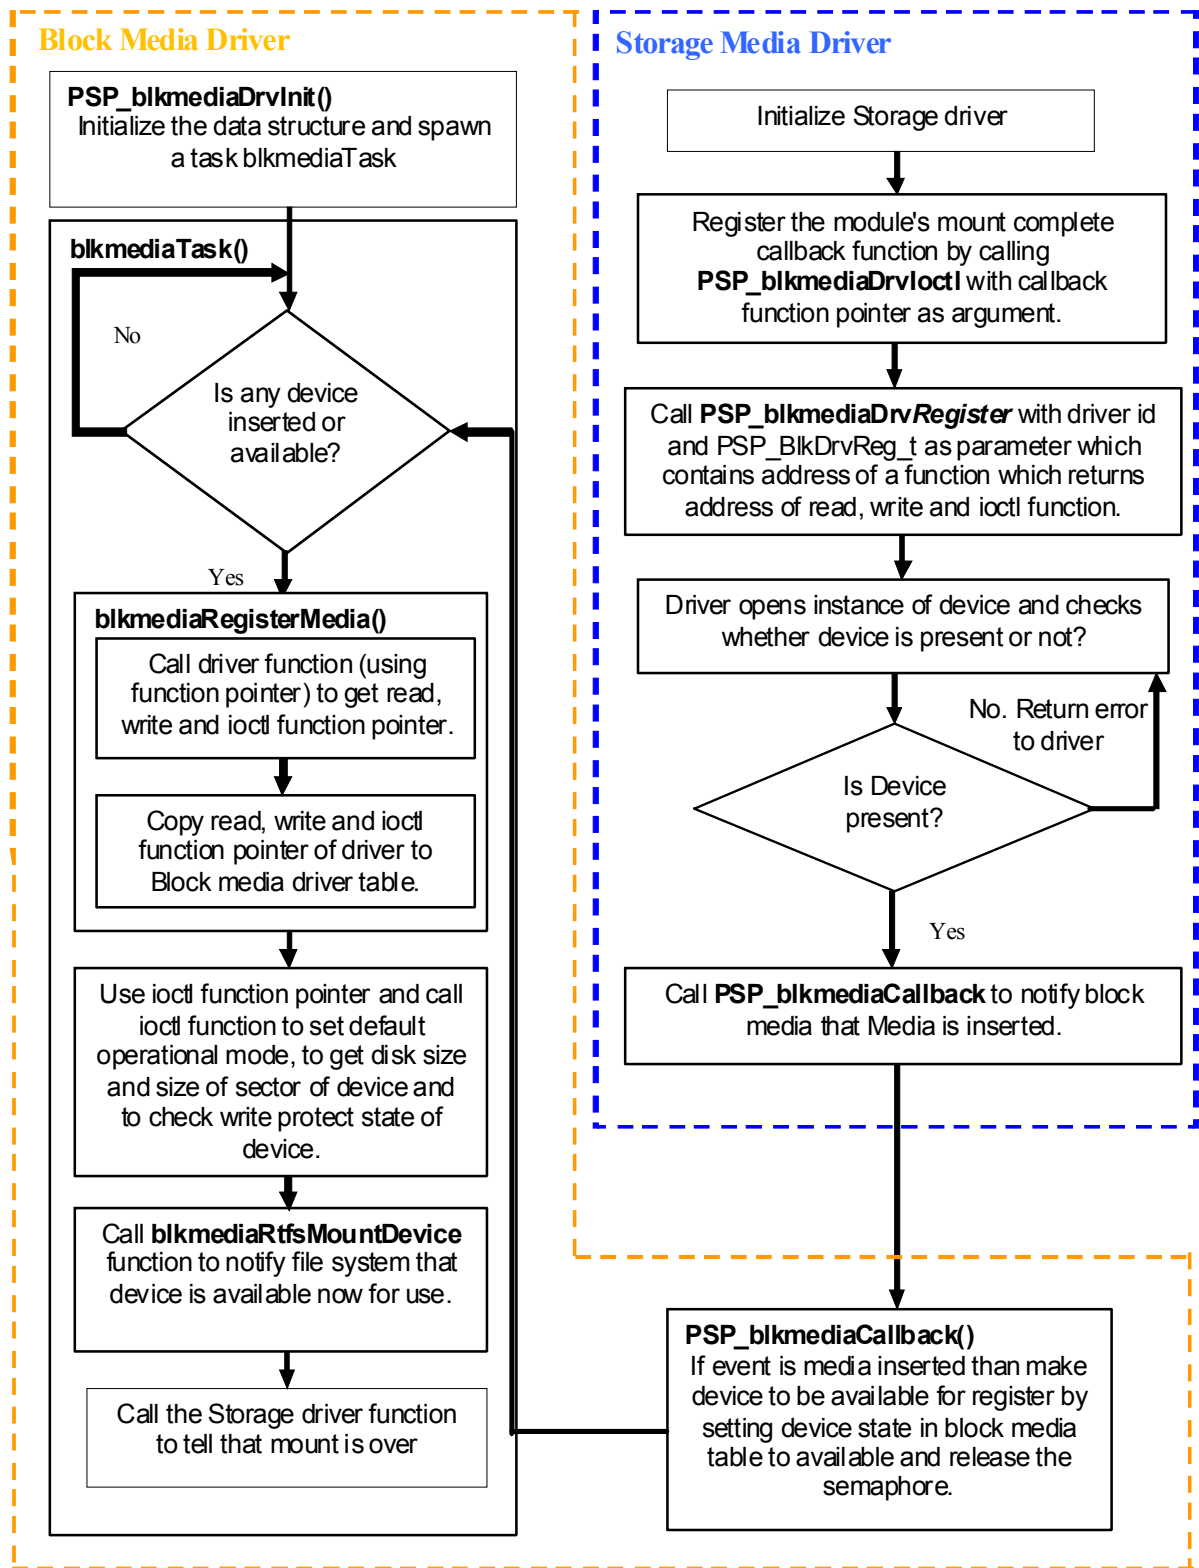 Block Media Driver
PSP_blkmediaDrvInit()
Initialize the data structure and spawn
a task blkmediaTask
blkmediaTask()
No
Is any device
inserted or
available?
Yes
blkmediaRegisterMedia()
Call driver function (using
function pointer) to get read,
write and ioctl function pointer.
Copy read, write and ioctl
function pointer of driver to
Block media driver table.
Use ioctl function pointer and call
ioctl function to set default
operational mode, to get disk size
and size of sector of device and
to check write protect state of
device.
Call blkmediaRtfsMountDevice
function to notify file system that
device is available now for use.
Call the Storage driver function
to tell that mount is over
Storage Media Driver
Initialize Storage driver
Register the module's mount complete
callback function by calling
PSP_blkmediaDrvIoctl with callback
function pointer as argument.
Call PSP_blkmediaDrvRegister with driver id
and PSP_BlkDrvReg_t as parameter which
contains address of a function which returns
address of read, write and ioctl function.
Driver opens instance of device and checks
whether device is present or not?
No. Return error
to driver
Is Device
present?
Yes
Call PSP_blkmediaCallback to notify block
media that Media is inserted.
PSP_blkmediaCallback()
If event is media inserted than make
device to be available for register by
setting device state in block media
table to available and release the
semaphore.